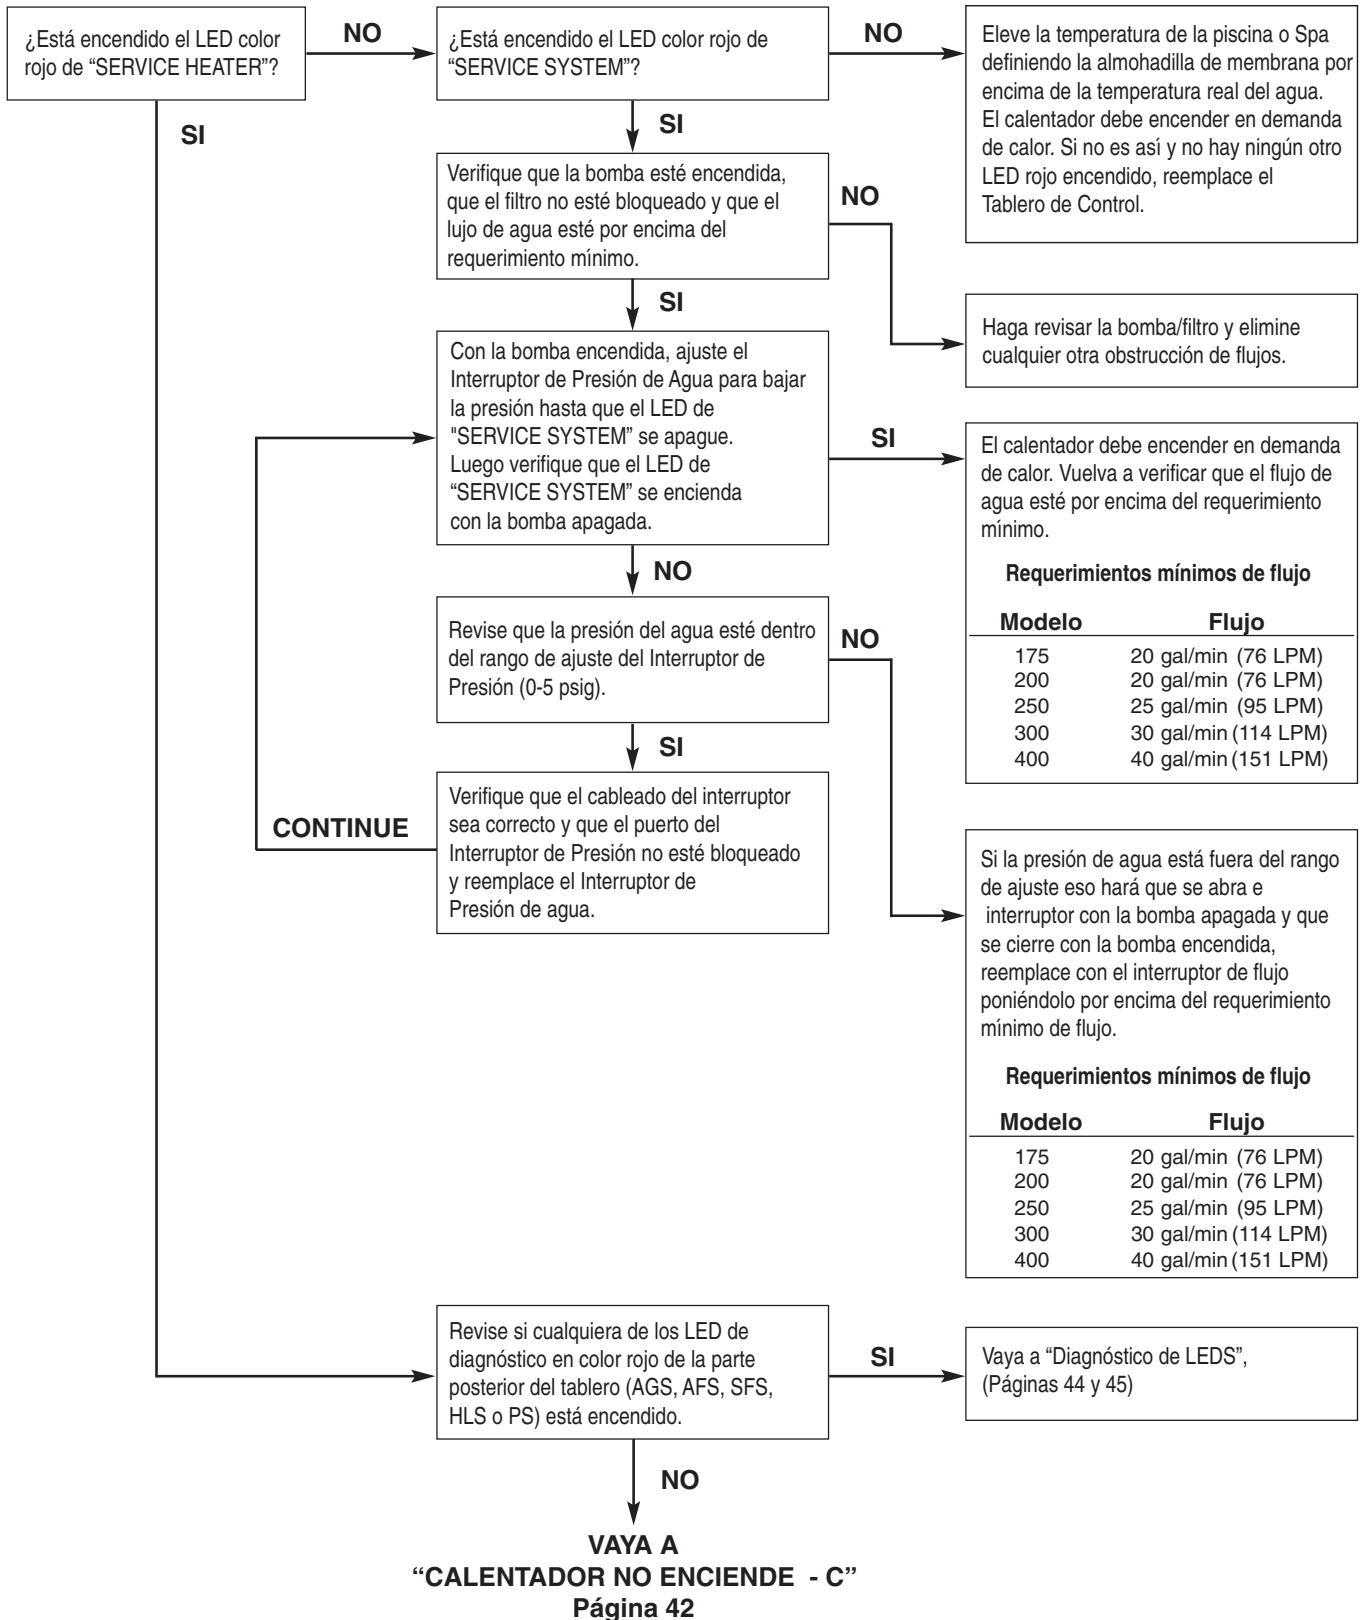 ¿Está encendido el LED color
rojo de “SERVICE HEATER”?
NO
¿Está encendido el LED color rojo de
“SERVICE SYSTEM”?
NO
Eleve la temperatura de la piscina o Spa
definiendo la almohadilla de membrana por
encima de la temperatura real del agua.
El calentador debe encender en demanda
de calor. Si no es así y no hay ningún otro
LED rojo encendido, reemplace el
Tablero de Control.
SI
SI
Verifique que la bomba esté encendida,
que el filtro no esté bloqueado y que el
lujo de agua esté por encima del
requerimiento mínimo.
NO
Haga revisar la bomba/filtro y elimine
cualquier otra obstrucción de flujos.
SI
Con la bomba encendida, ajuste el
Interruptor de Presión de Agua para bajar
la presión hasta que el LED de
"SERVICE SYSTEM” se apague.
Luego verifique que el LED de
“SERVICE SYSTEM” se encienda
con la bomba apagada.
SI
El calentador debe encender en demanda
de calor. Vuelva a verificar que el flujo de
agua esté por encima del requerimiento
mínimo.
Requerimientos mínimos de flujo
Modelo Flujo
175 20 gal/min (76 LPM)
200 20 gal/min (76 LPM)
250 25 gal/min (95 LPM)
300 30 gal/min (114 LPM)
400 40 gal/min (151 LPM)
NO
Revise que la presión del agua esté dentro
del rango de ajuste del Interruptor de
Presión (0-5 psig).
NO
SI
Verifique que el cableado del interruptor
sea correcto y que el puerto del
Interruptor de Presión no esté bloqueado
y reemplace el Interruptor de
Presión de agua.
CONTINUE
Si la presión de agua está fuera del rango
de ajuste eso hará que se abra e
interruptor con la bomba apagada y que
se cierre con la bomba encendida,
reemplace con el interruptor de flujo
poniéndolo por encima del requerimiento
mínimo de flujo.
Requerimientos mínimos de flujo
Modelo Flujo
175 20 gal/min (76 LPM)
200 20 gal/min (76 LPM)
250 25 gal/min (95 LPM)
300 30 gal/min (114 LPM)
400 40 gal/min (151 LPM)
Revise si cualquiera de los LED de
diagnóstico en color rojo de la parte
posterior del tablero (AGS, AFS, SFS,
HLS o PS) está encendido.
SI
Vaya a “Diagnóstico de LEDS”,
(Páginas 44 y 45)
NO
VAYA A
“CALENTADOR NO ENCIENDE - C”
Página 42